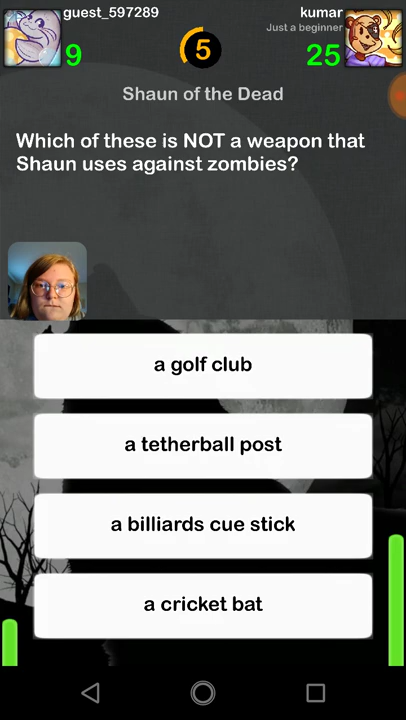 guest_597289
kumar
Just a beginner
9
5
25
Shaun of the Dead
Which of these is NOT a weapon that
Shaun uses against zombies?
a golf club
a tetherball post
a billiards cue stick
a cricket bat